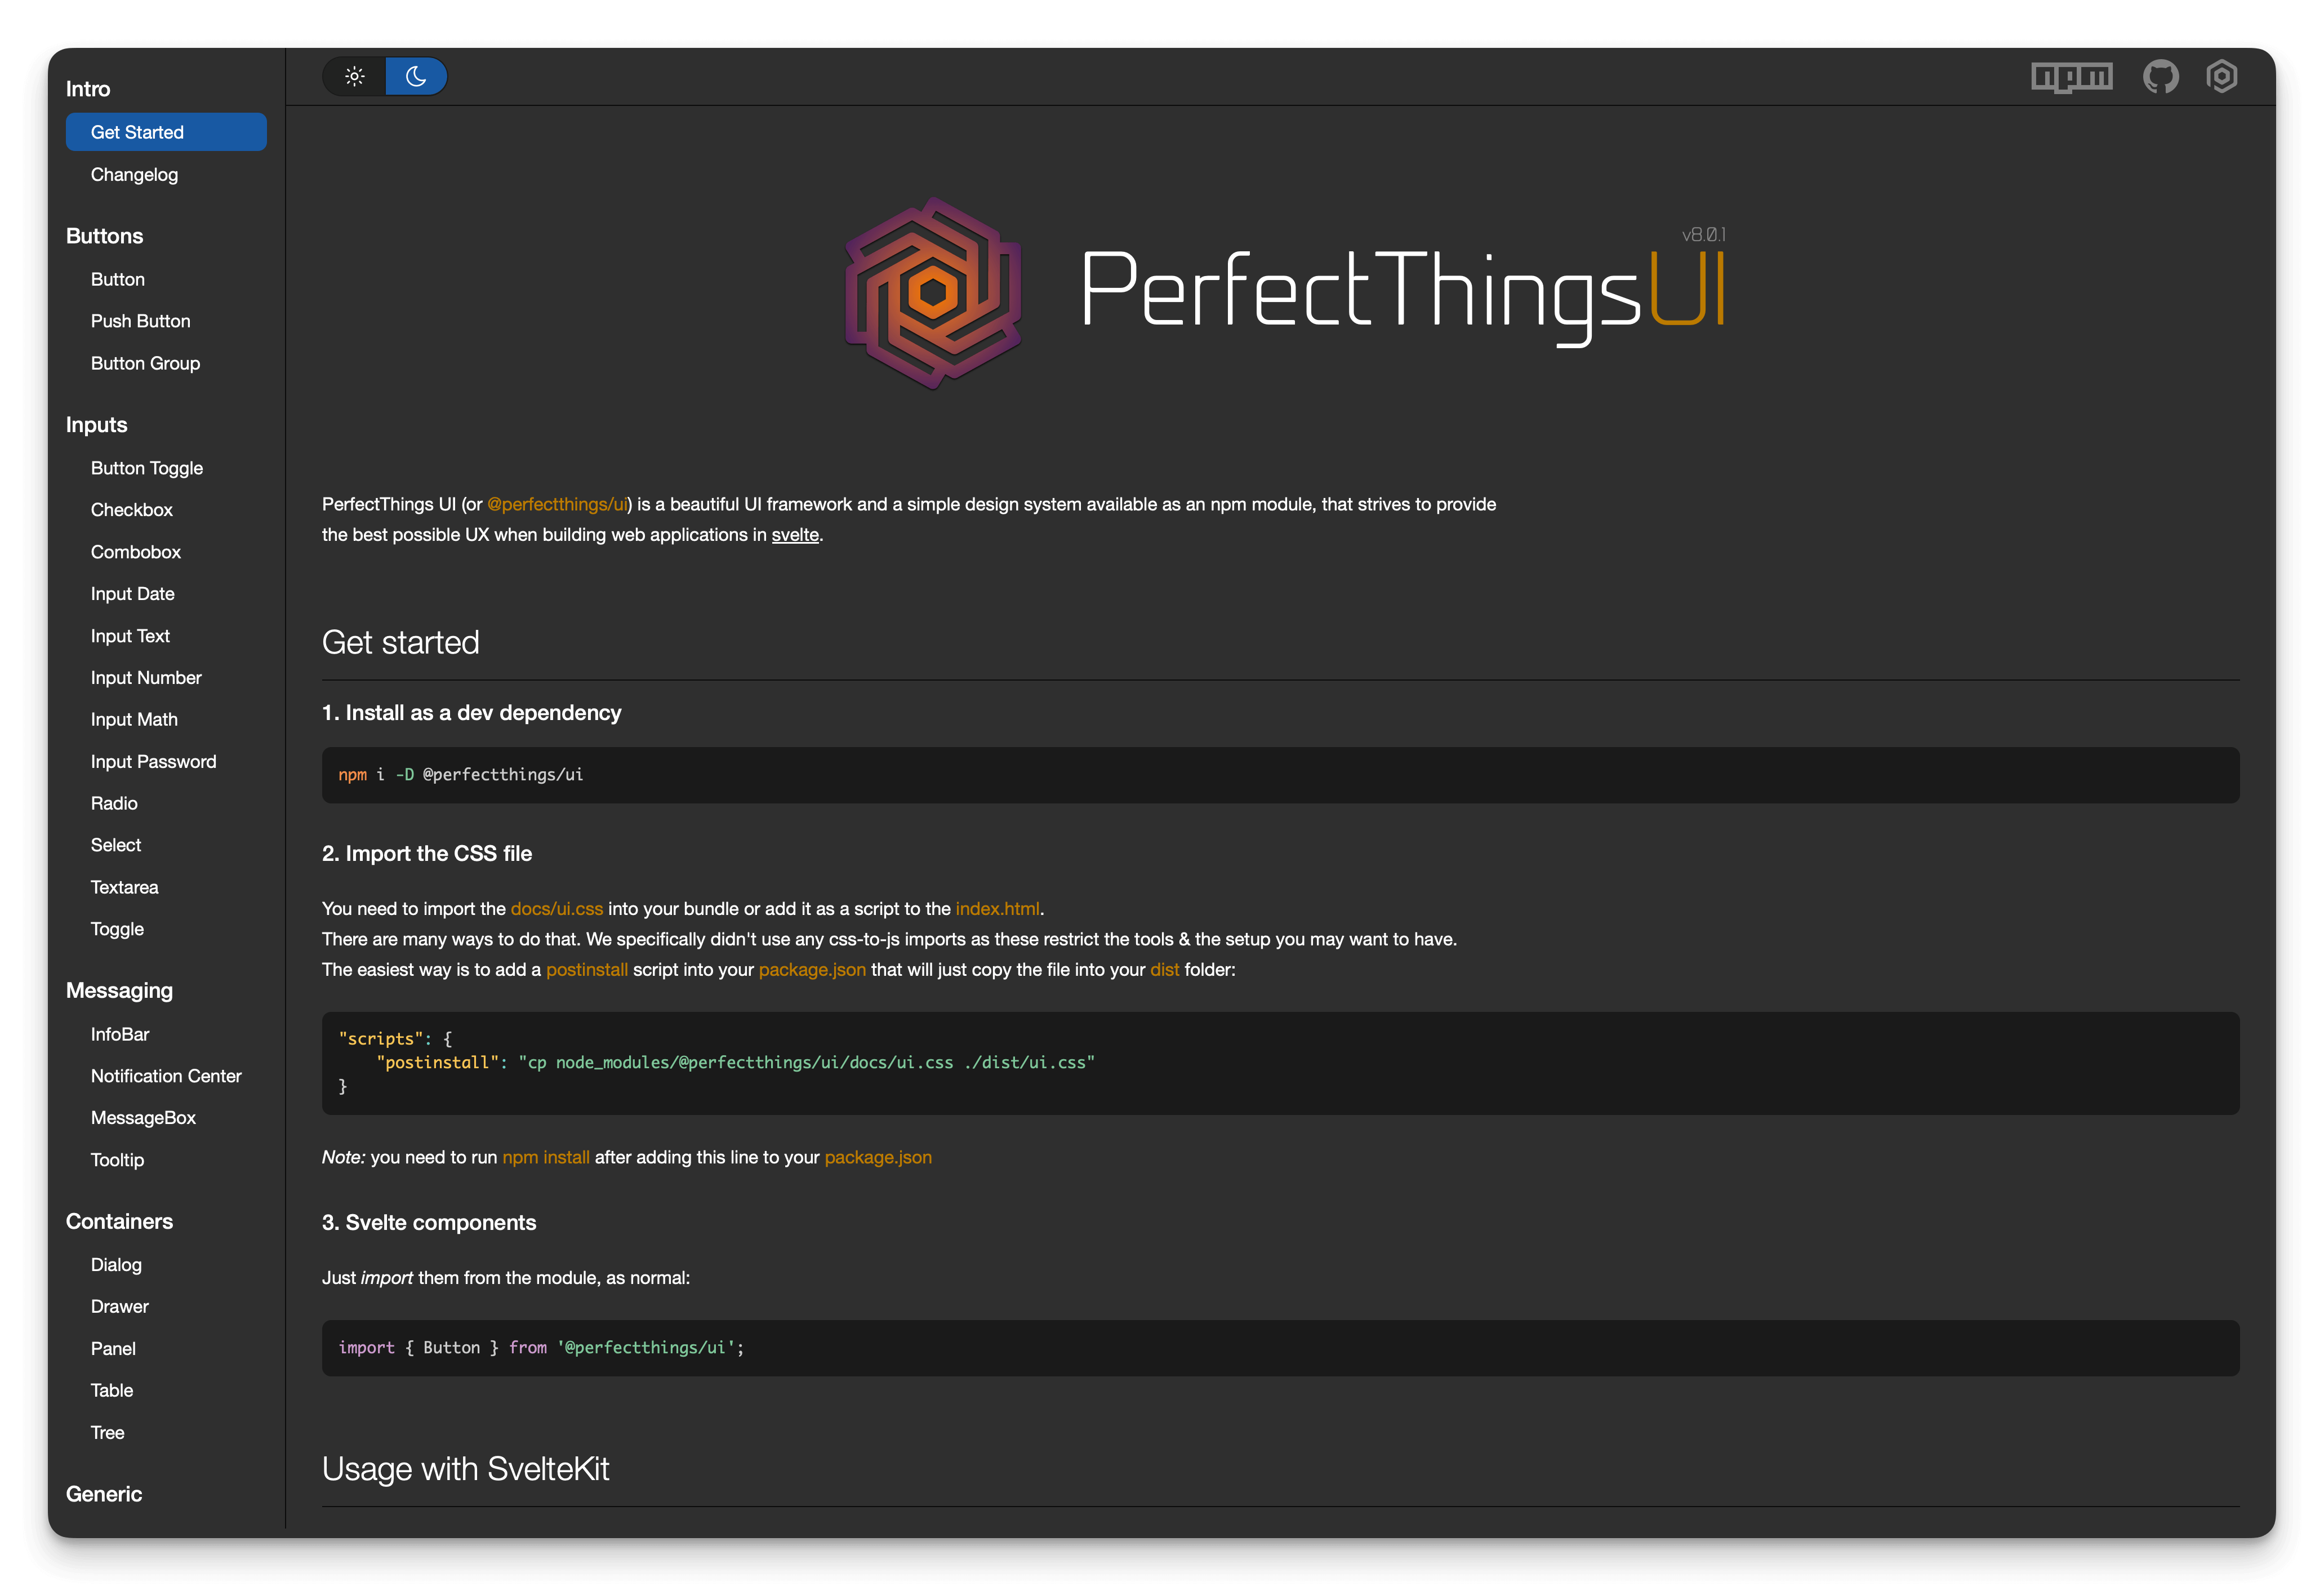 Intro
Get Started
Changelog
Buttons
Button
Push Button
Button Group
Inputs
Button Toggle
Checkbox
Combobox
Input Date
Input Text
Input Number
Input Math
Input Password
Radio
Select
Textarea
Toggle
Messaging
InfoBar
Notification Center
MessageBox
Tooltip
Containers
Dialog
Drawer
Panel
Table
Tree
Generic
npm
v8.0.1
PerfectThingsUI
PerfectThings UI (or @perfectthings/ui) is a beautiful UI framework and a simple design system available as an npm module, that strives to provide
the best possible UX when building web applications in svelte.
Get started
1. Install as a dev dependency
npm i -D @perfectthings/ui
2. Import the CSS file
You need to import the docs/ui.css into your bundle or add it as a script to the index.html.
There are many ways to do that. We specifically didn't use any css-to-js imports as these restrict the tools & the setup you may want to have.
The easiest way is to add a postinstall script into your package.json that will just copy the file into your dist folder:
"scripts": {
    "postinstall": "cp node_modules/@perfectthings/ui/docs/ui.css ./dist/ui.css"
}
Note: you need to run npm install after adding this line to your package.json
3. Svelte components
Just import them from the module, as normal:
import { Button } from '@perfectthings/ui';
Usage with SvelteKit